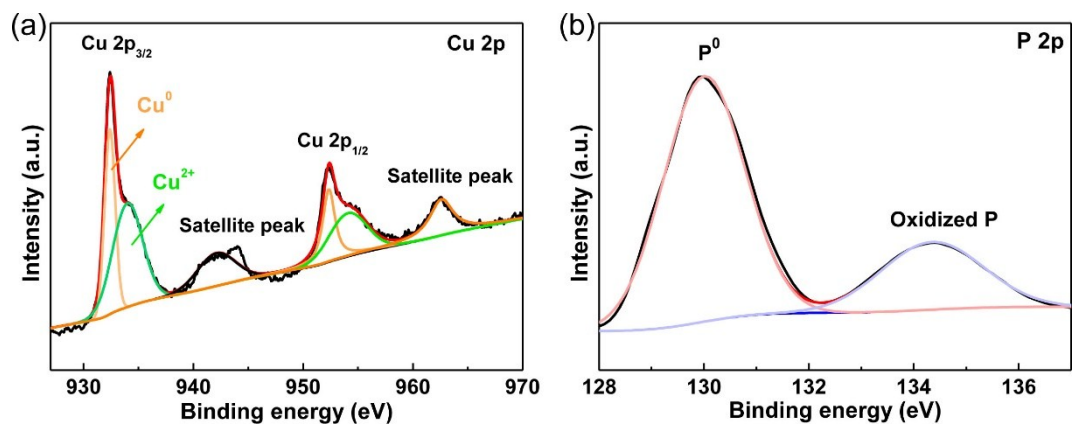 (a)
Cu 2p3/2
Cu 2p
Cu0
Cu2+
Satellite peak
Cu 2p1/2
Satellite peak
Intensity (a.u.)
930 940 950 960 970
Binding energy (eV)
(b)
P 2p
P0
Oxidized P
Intensity (a.u.)
128 130 132 134 136
Binding energy (eV)